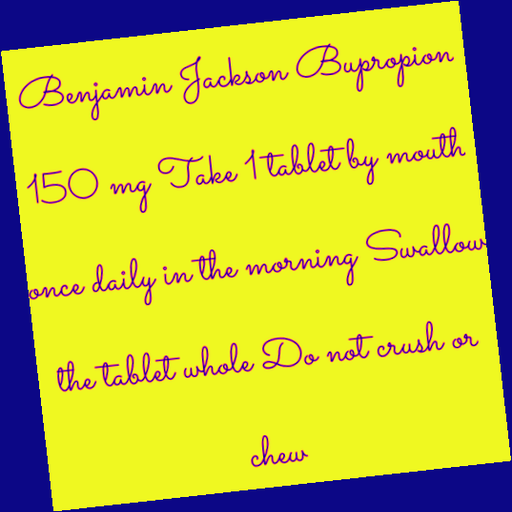 Benjamin Jackson Bupropion
150 mg Take 1 tablet by mouth
once daily in the morning Swallow
the tablet whole Do not crush or
chew